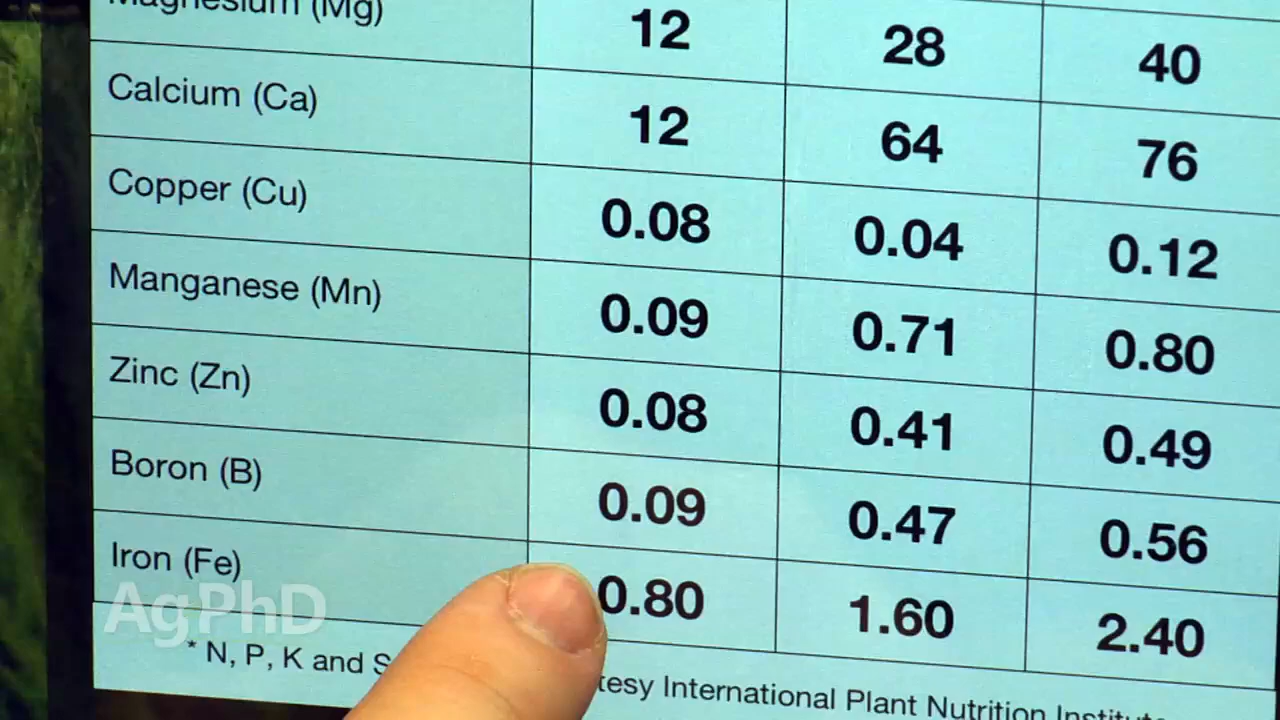 Magnesium (Mg) 12 28 40
Calcium (Ca) 12 64 76
Copper (Cu) 0.08 0.04 0.12
Manganese (Mn) 0.09 0.71 0.80
Zinc (Zn) 0.08 0.41 0.49
Boron (B) 0.09 0.47 0.56
Iron (Fe) 0.80 1.60 2.40
AgPhD
* N, P, K and S tesy International Plant Nutrition Institute